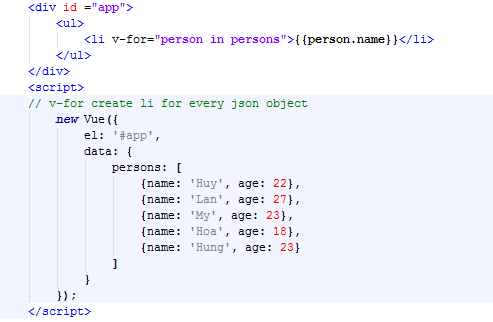 <div id ="app">
    <ul>
        <li v-for="person in persons">{{person.name}}</li>
    </ul>
</div>
<script>
// v-for create li for every json object
    new Vue({
        el: '#app',
        data: {
            persons: [
                {name: 'Huy', age: 22},
                {name: 'Lan', age: 27},
                {name: 'My', age: 23},
                {name: 'Hoa', age: 18},
                {name: 'Hung', age: 23}
            ]
        }
    });
</script>